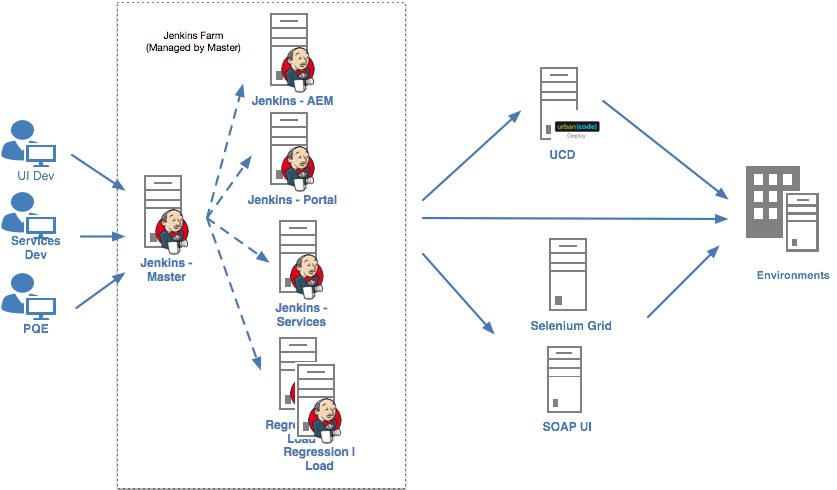 Jenkins Farm
(Managed by Master)
Jenkins - AEM
Jenkins - Portal
Jenkins -
Services
Regre
Load
Regression |
Load
Jenkins -
Master
UI Dev
Services
Dev
PQE
urban{code}
Deploy
UCD
Selenium Grid
SOAP UI
Environments